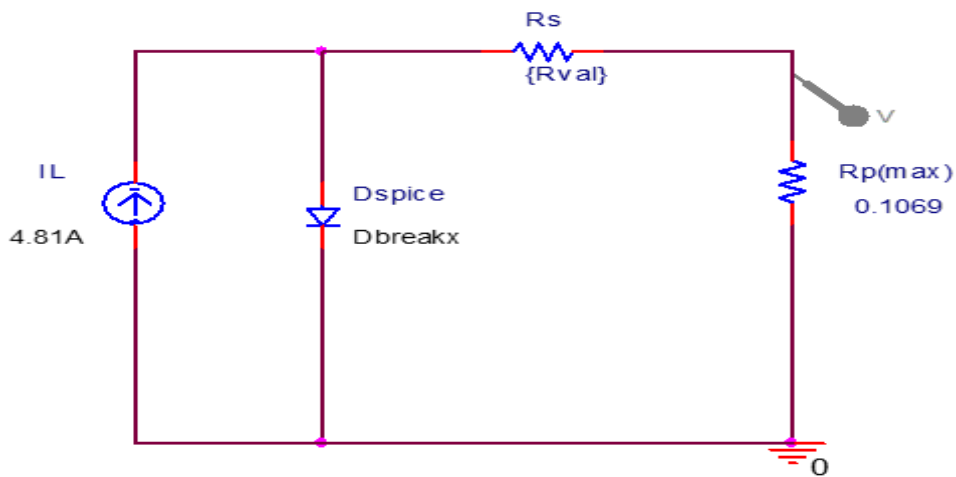 Rs
{Rval}
V
IL
4.81A
Dspice
Dbreakx
Rp(max)
0.1069
0